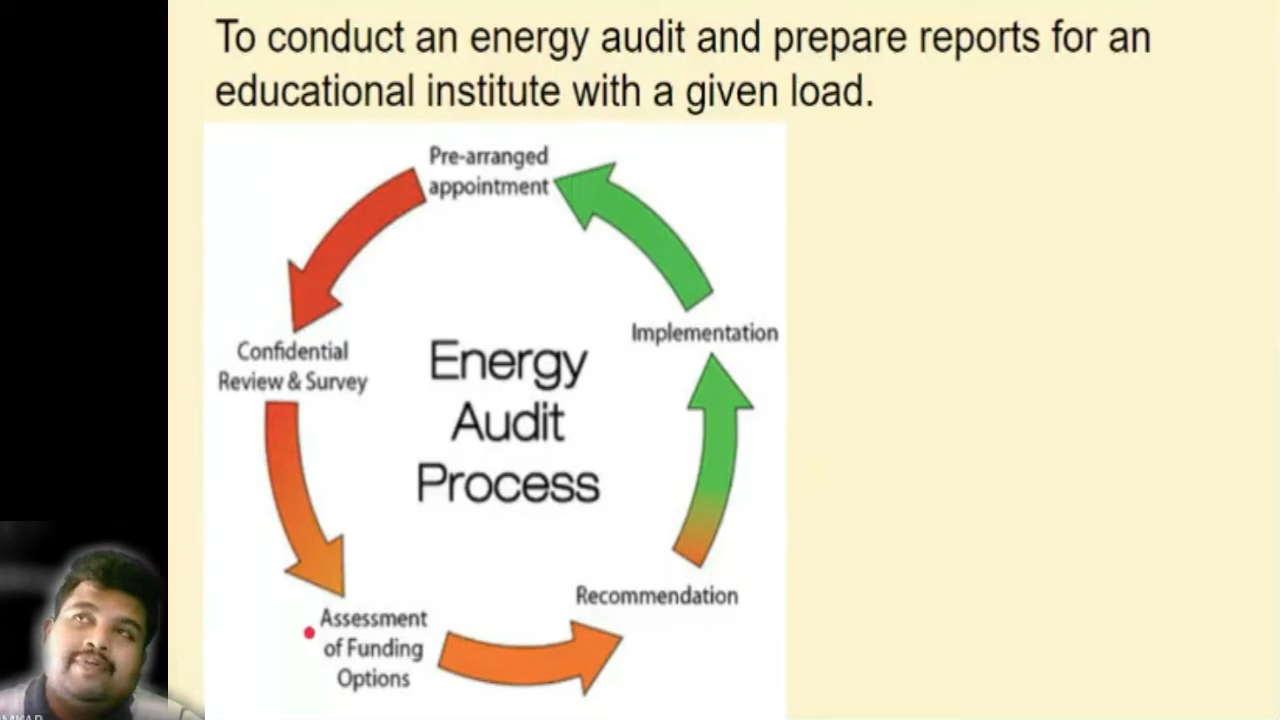 To conduct an energy audit and prepare reports for an
educational institute with a given load.
Pre-arranged
appointment
Confidential
Review & Survey
Assessment
of Funding
Options
Recommendation
Implementation
Energy
Audit
Process